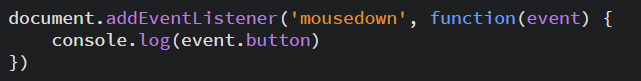 document.addEventListener('mousedown', function(event) {
    console.log(event.button)
})